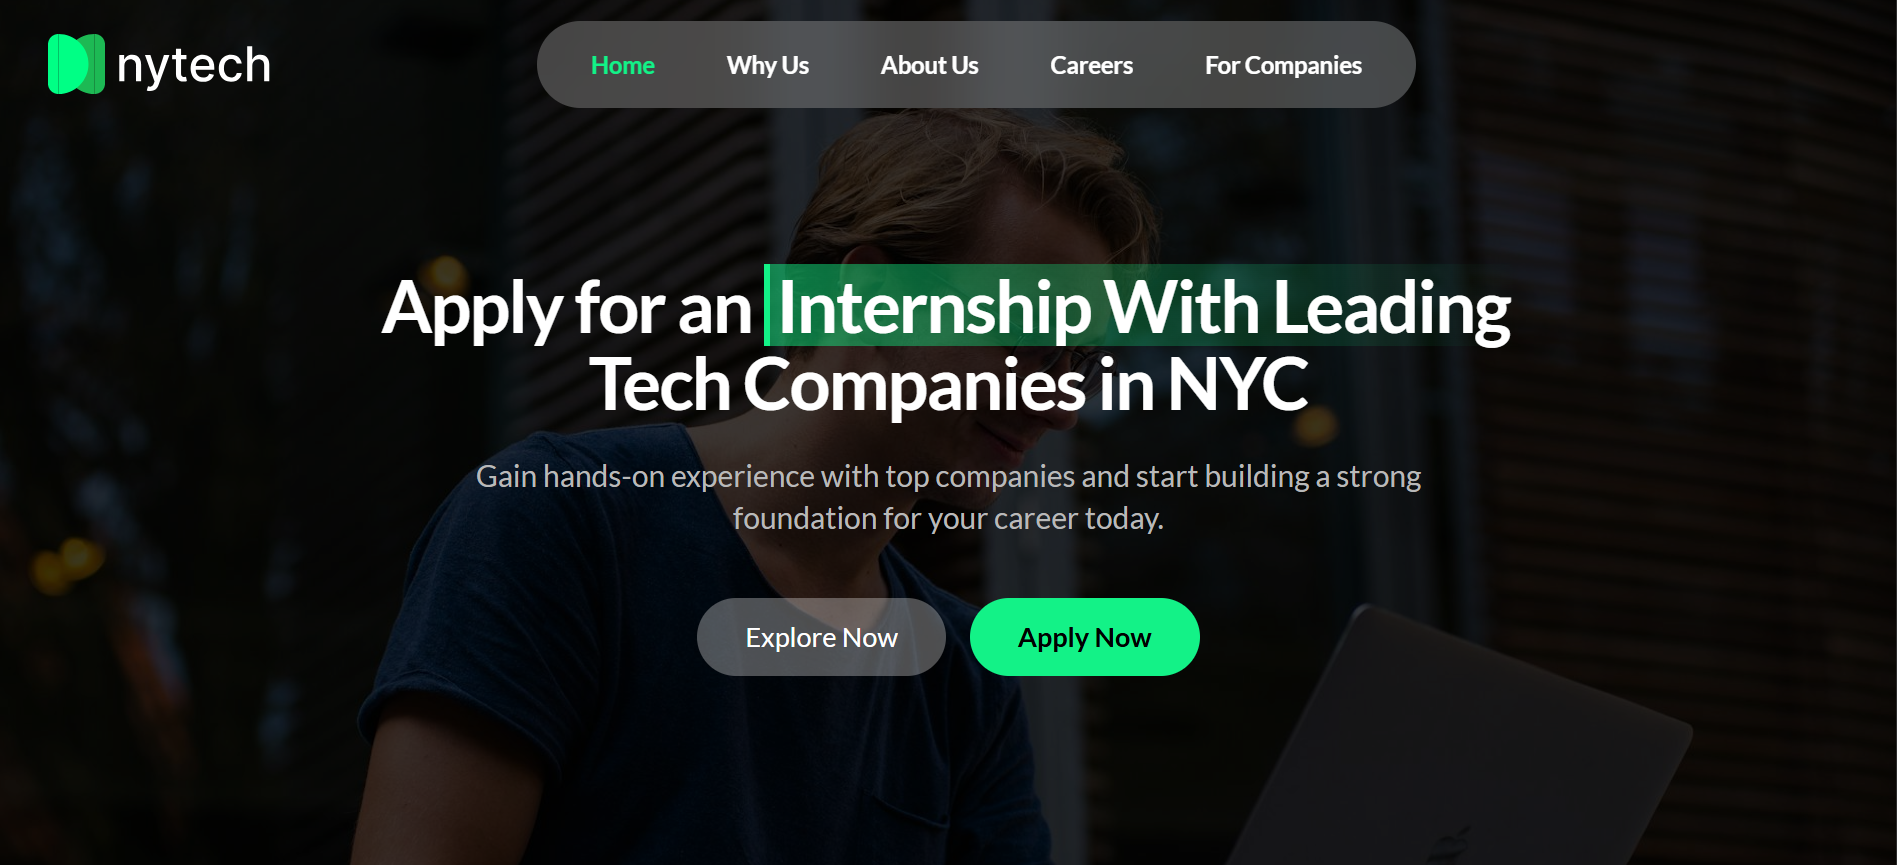 nytech
Home Why Us About Us Careers For Companies
Apply for an Internship With Leading
Tech Companies in NYC
Gain hands-on experience with top companies and start building a strong
foundation for your career today.
Explore Now Apply Now